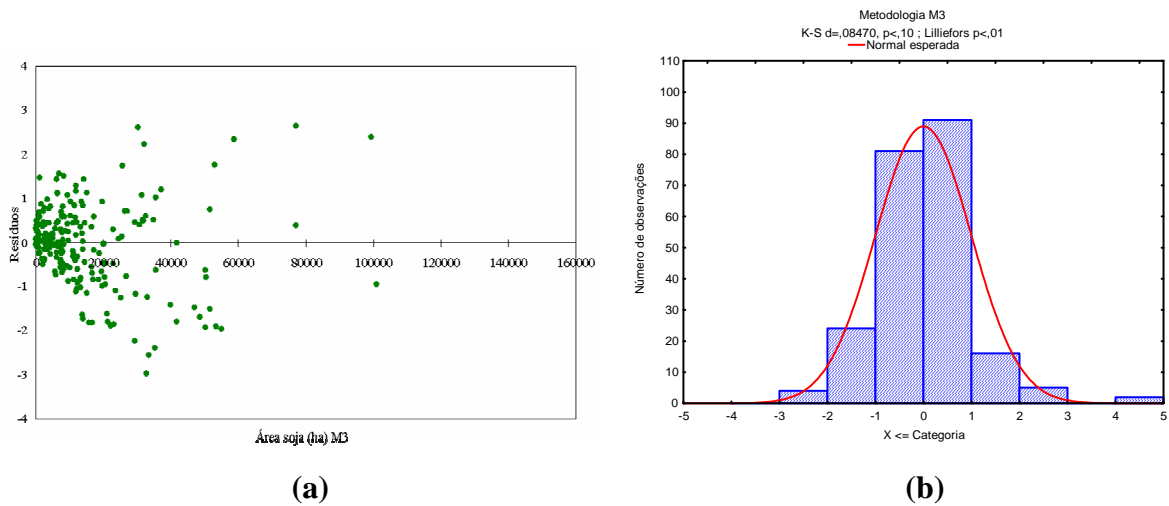 4
3
2
1
0
-1
-2
-3
-4
Resíduos
0 20000 40000 60000 80000 100000 120000 140000 160000
Área soja (ha) M3
(a)
Metodologia M3
K-S d=,08470, p<,10 ; Lilliefors p<,01
Normal esperada
110
100
90
80
70
60
50
40
30
20
10
0
Número de observações
-5 -4 -3 -2 -1 0 1 2 3 4 5
X <= Categoria
(b)